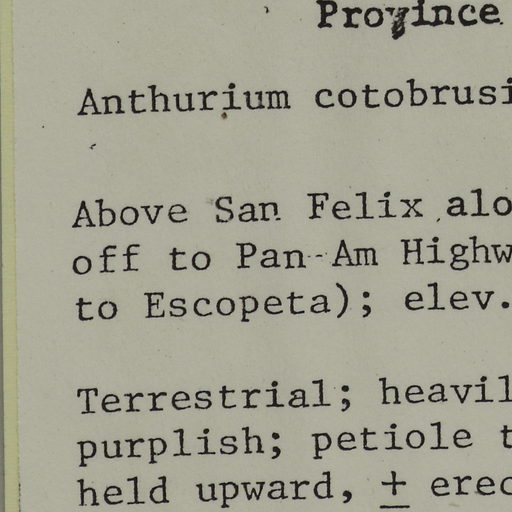 Province
Anthurium cotobrusi
Above San Felix alo
off to Pan-Am Highw
to Escopeta); elev.
Terrestrial; heavil
purplish; petiole t
held upward, ± erec